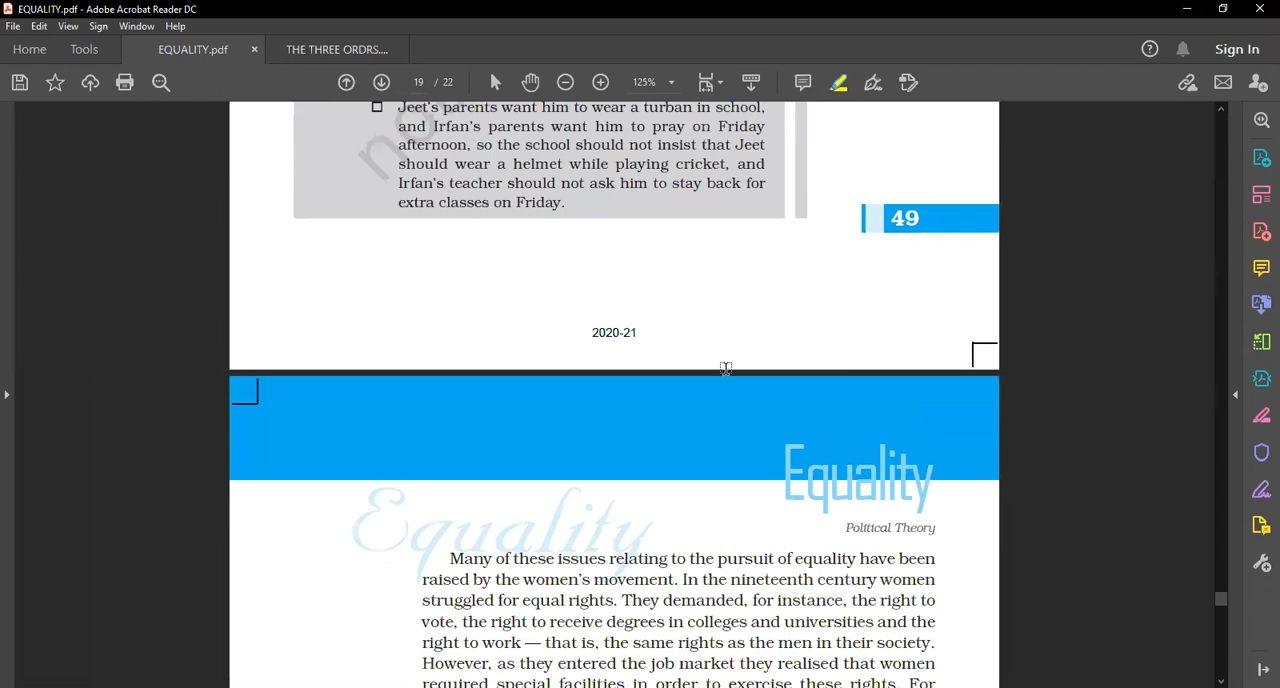 EQUALITY.pdf - Adobe Acrobat Reader DC
File Edit View Sign Window Help
Home Tools EQUALITY.pdf × THE THREE ORDRS.... Sign In
19 / 22 125%
Jeet's parents want him to wear a turban in school,
and Irfan's parents want him to pray on Friday
afternoon, so the school should not insist that Jeet
should wear a helmet while playing cricket, and
Irfan's teacher should not ask him to stay back for
extra classes on Friday.
no
49
2020-21
Equality
Equality
Political Theory
Many of these issues relating to the pursuit of equality have been
raised by the women's movement. In the nineteenth century women
struggled for equal rights. They demanded, for instance, the right to
vote, the right to receive degrees in colleges and universities and the
right to work — that is, the same rights as the men in their society.
However, as they entered the job market they realised that women
required special facilities in order to exercise these rights. For